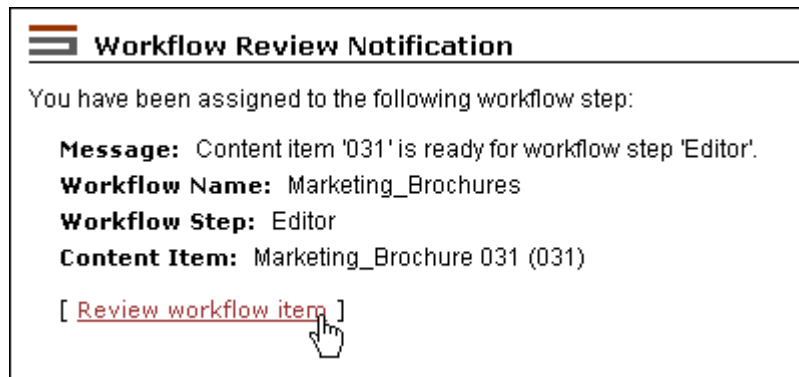 Workflow Review Notification
You have been assigned to the following workflow step:
Message: Content item '031' is ready for workflow step 'Editor'.
Workflow Name: Marketing_Brochures
Workflow Step: Editor
Content Item: Marketing_Brochure 031 (031)
[ Review workflow item ]